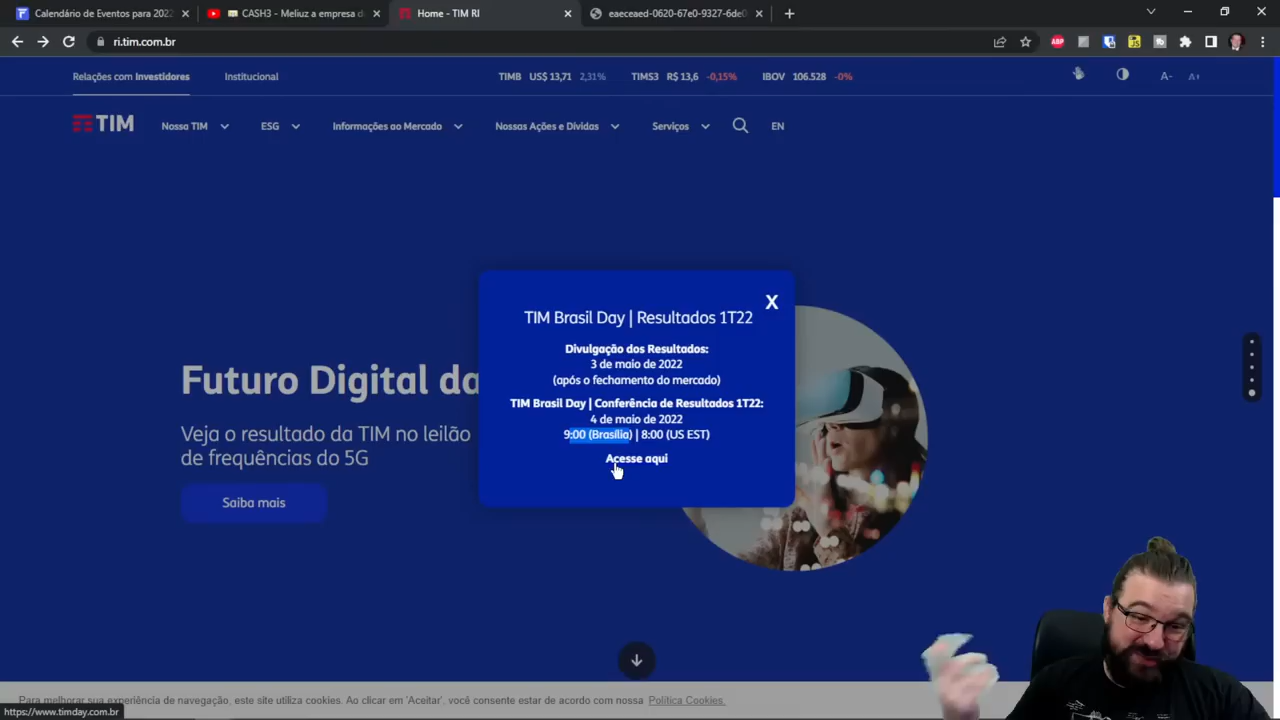 Calendário de Eventos para 2022
CASH3 - Meliuz a empresa d
Home - TIM RI
eaeceaed-0620-67e0-9327-6de0
ri.tim.com.br
ABP
Relações com Investidores
Institucional
TIMB US$ 13,71 2,31% TIMS3 R$ 13,6 -0,15% IBOV 106.528 -0%
A-
TIM
Nossa TIM
ESG
Informações ao Mercado
Nossas Ações e Dívidas
Serviços
EN
X
TIM Brasil Day | Resultados 1T22
Divulgação dos Resultados:
3 de maio de 2022
(após o fechamento do mercado)
TIM Brasil Day | Conferência de Resultados 1T22:
4 de maio de 2022
9:00 (Brasília) | 8:00 (US EST)
Acesse aqui
Futuro Digital da
Veja o resultado da TIM no leilão
de frequências do 5G
Saiba mais
Para melhorar sua experiência de navegação, este site utiliza cookies. Ao clicar em 'Aceitar', você consente estar de acordo com nossa Política Cookies.
https://www.timday.com.br